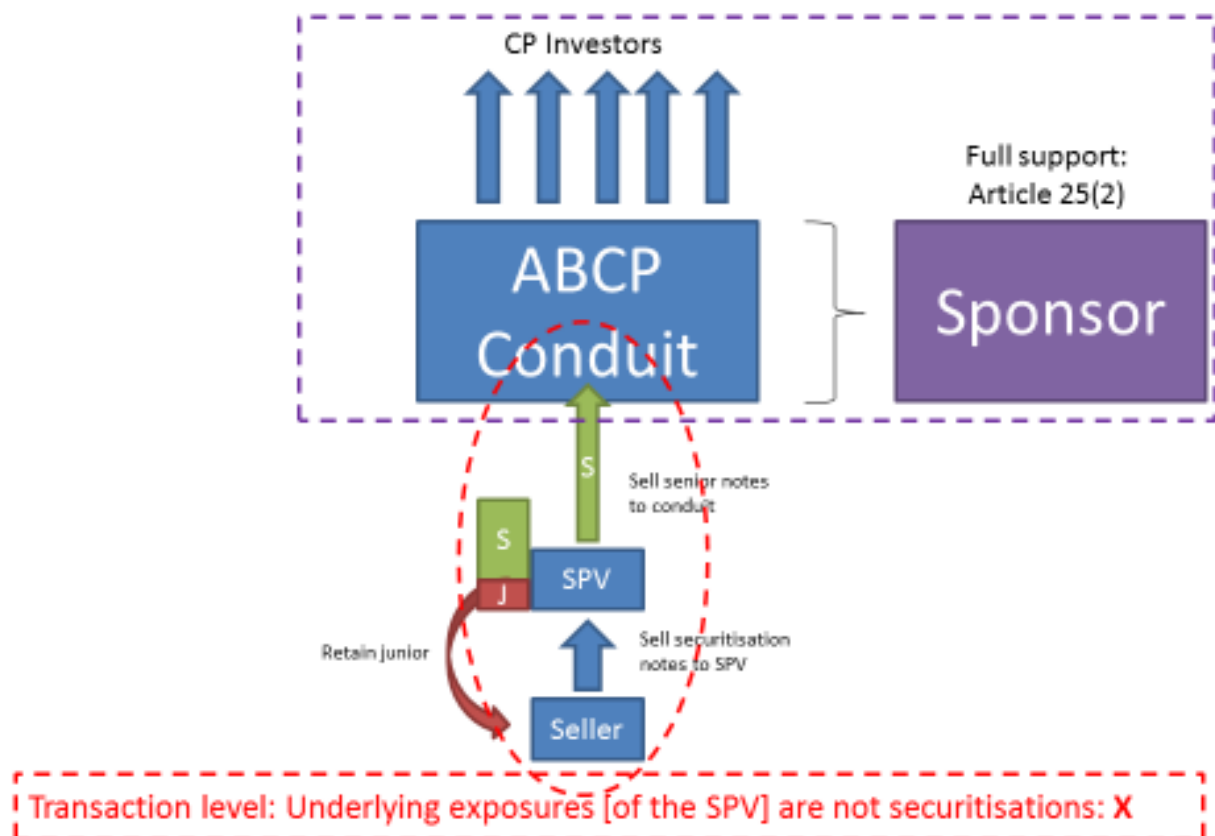 CP Investors
Full support:
Article 25(2)
ABCP
Conduit
Sponsor
S
Sell senior notes
to conduit
S
J
SPV
Retain junior
Sell securitisation
notes to SPV
Seller
Transaction level: Underlying exposures [of the SPV] are not securitisations: X